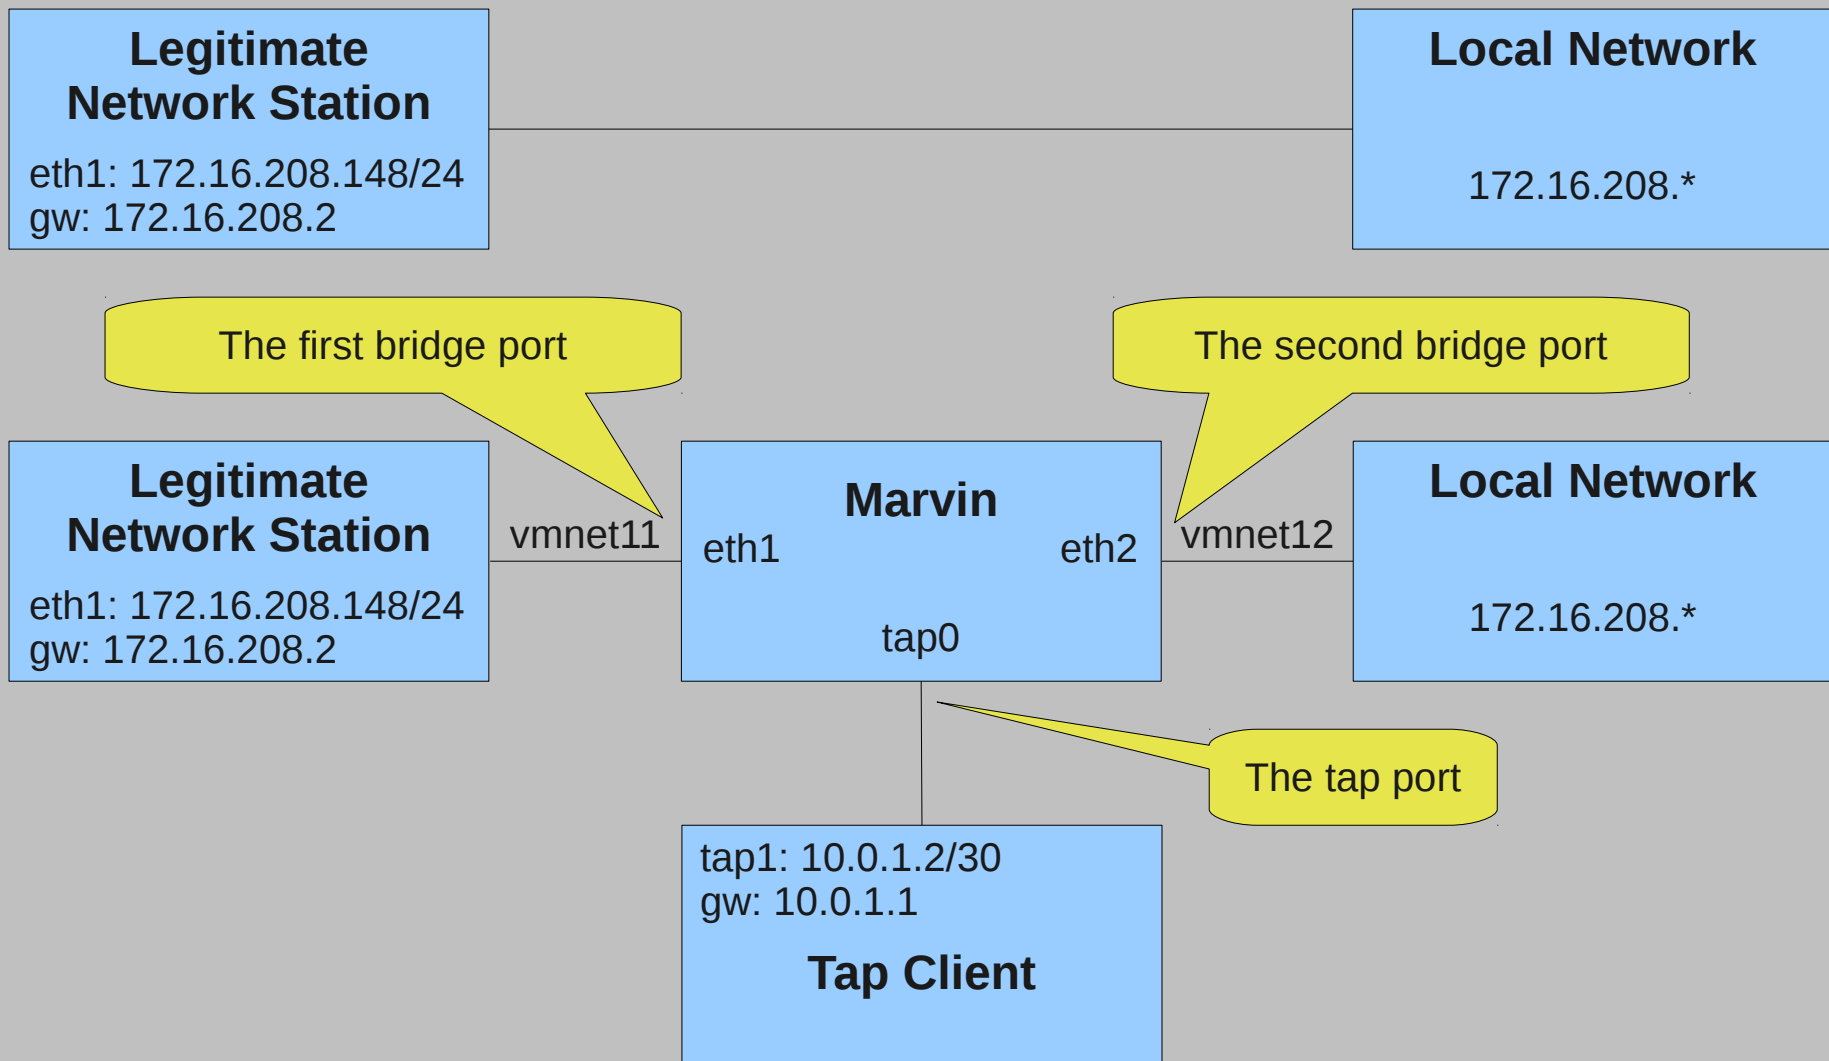 Legitimate
Network Station
eth1: 172.16.208.148/24
gw: 172.16.208.2
Local Network
172.16.208.*
The first bridge port
The second bridge port
Legitimate
Network Station
eth1: 172.16.208.148/24
gw: 172.16.208.2
vmnet11
Marvin
eth1
eth2
tap0
vmnet12
Local Network
172.16.208.*
The tap port
tap1: 10.0.1.2/30
gw: 10.0.1.1
Tap Client